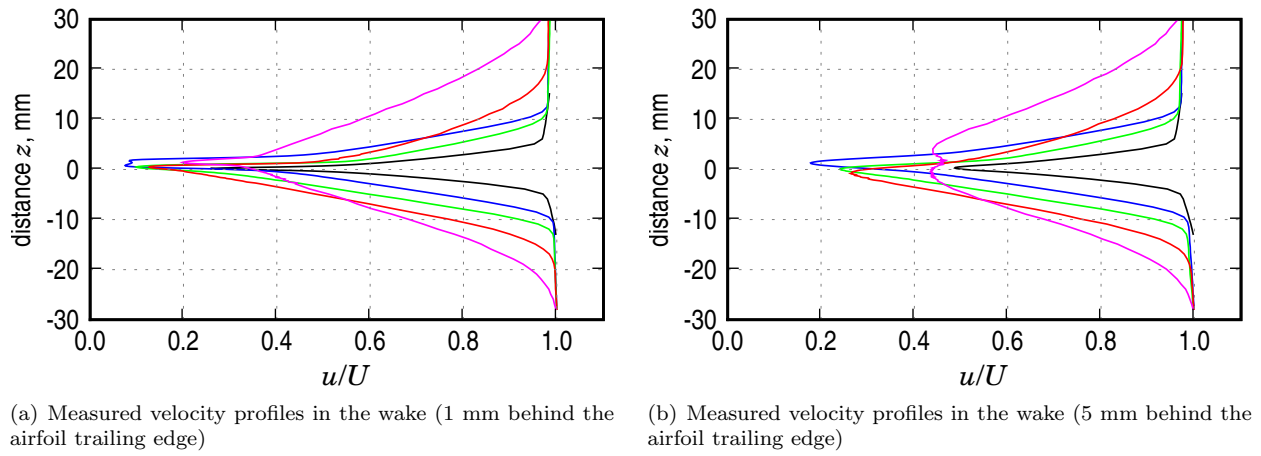 30
20
10
0
-10
-20
-30
distance z, mm
0.0 0.2 0.4 0.6 0.8 1.0
u/U
(a) Measured velocity profiles in the wake (1 mm behind the
airfoil trailing edge)
30
20
10
0
-10
-20
-30
distance z, mm
0.0 0.2 0.4 0.6 0.8 1.0
u/U
(b) Measured velocity profiles in the wake (5 mm behind the
airfoil trailing edge)